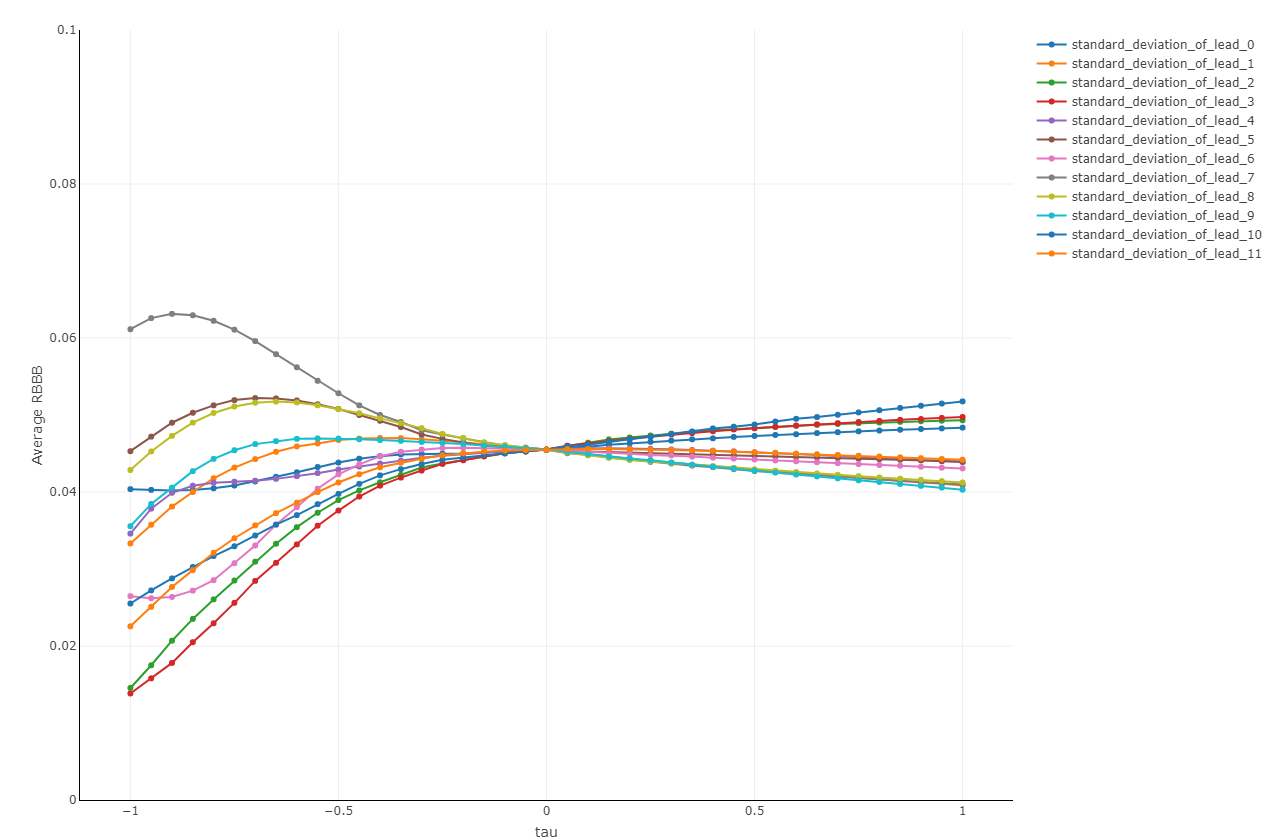 0.1
0.08
0.06
0.04
0.02
0
Average RBBB
−1
−0.5
0
0.5
1
tau
standard_deviation_of_lead_0
standard_deviation_of_lead_1
standard_deviation_of_lead_2
standard_deviation_of_lead_3
standard_deviation_of_lead_4
standard_deviation_of_lead_5
standard_deviation_of_lead_6
standard_deviation_of_lead_7
standard_deviation_of_lead_8
standard_deviation_of_lead_9
standard_deviation_of_lead_10
standard_deviation_of_lead_11